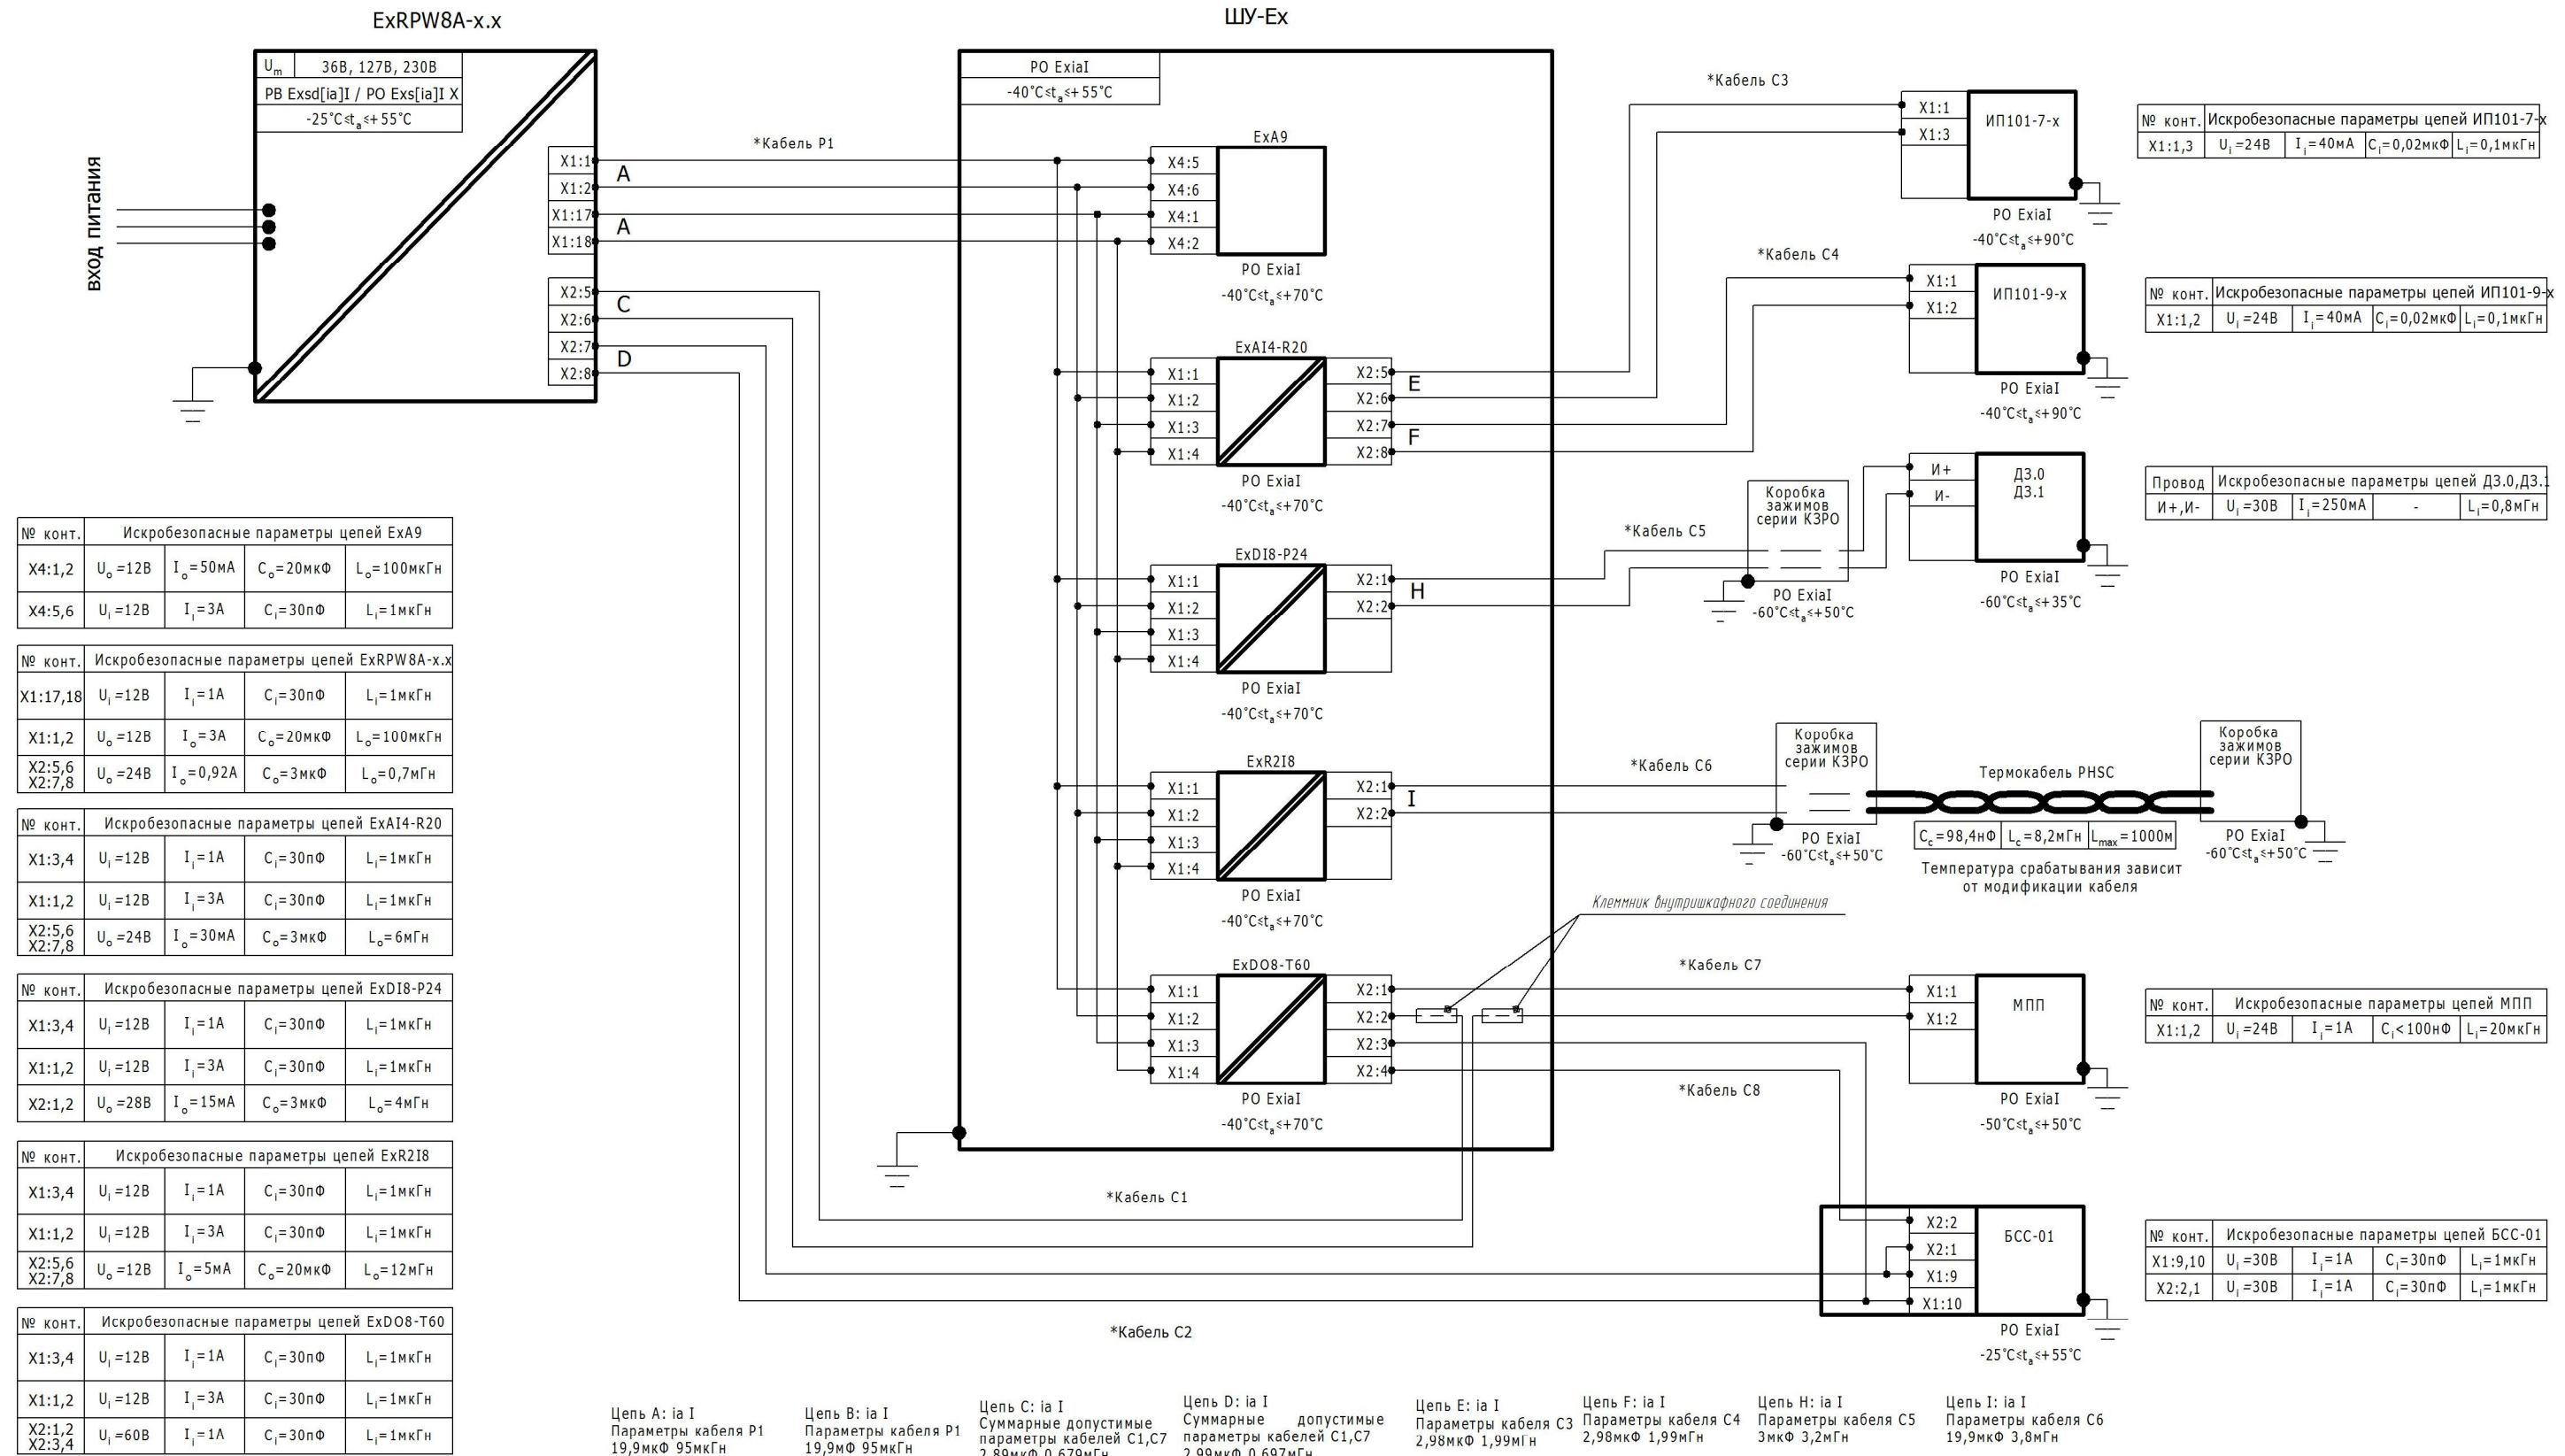 ExRPW8A-x.x
ШУ-Ex
Um 36В, 127В, 230В
РВ Exsd[ia]I / РО Exs[ia]I X
-25°C≤ta≤+55°C
вход питания
X1:1
X1:2
X1:17
X1:18
X2:5
X2:6
X2:7
X2:8
A
A
C
D
*Кабель P1
РО ExiaI
-40°C≤ta≤+55°C
ExA9
X4:5
X4:6
X4:1
X4:2
РО ExiaI
-40°C≤ta≤+70°C
ExAI4-R20
X1:1 X2:5
X1:2 X2:6
X1:3 X2:7
X1:4 X2:8
E
F
РО ExiaI
-40°C≤ta≤+70°C
ExDI8-P24
X1:1 X2:1
X1:2 X2:2
X1:3
X1:4
H
РО ExiaI
-40°C≤ta≤+70°C
ExR2I8
X1:1 X2:1
X1:2 X2:2
X1:3
X1:4
I
РО ExiaI
-40°C≤ta≤+70°C
ExDO8-T60
X1:1 X2:1
X1:2 X2:2
X1:3 X2:3
X1:4 X2:4
РО ExiaI
-40°C≤ta≤+70°C
Клеммник внутришкафного соединения
*Кабель C3
X1:1
X1:3
ИП101-7-x
РО ExiaI
-40°C≤ta≤+90°C
№ конт. Искробезопасные параметры цепей ИП101-7-x
X1:1,3 Ui=24В Ii=40мА Ci=0,02мкФ Li=0,1мкГн
*Кабель C4
X1:1
X1:2
ИП101-9-x
РО ExiaI
-40°C≤ta≤+90°C
№ конт. Искробезопасные параметры цепей ИП101-9-x
X1:1,2 Ui=24В Ii=40мА Ci=0,02мкФ Li=0,1мкГн
*Кабель C5
Коробка
зажимов
серии КЗРО
РО ExiaI
-60°C≤ta≤+50°C
И+
И-
ДЗ.0
ДЗ.1
РО ExiaI
-60°C≤ta≤+35°C
Провод Искробезопасные параметры цепей ДЗ.0,ДЗ.1
И+,И- Ui=30В Ii=250мА - Li=0,8мГн
*Кабель C6
Коробка
зажимов
серии КЗРО
РО ExiaI
-60°C≤ta≤+50°C
Термокабель PHSC
Cc=98,4нФ Lc=8,2мГн Lmax=1000м
Температура срабатывания зависит
от модификации кабеля
Коробка
зажимов
серии КЗРО
РО ExiaI
-60°C≤ta≤+50°C
*Кабель C7
*Кабель C8
X1:1
X1:2
МПП
РО ExiaI
-50°C≤ta≤+50°C
№ конт. Искробезопасные параметры цепей МПП
X1:1,2 Ui=24В Ii=1А Ci<100нФ Li=20мкГн
*Кабель C1
*Кабель C2
X2:2
X2:1
X1:9
X1:10
БСС-01
РО ExiaI
-25°C≤ta≤+55°C
№ конт. Искробезопасные параметры цепей БСС-01
X1:9,10 Ui=30В Ii=1А Ci=30пФ Li=1мкГн
X2:2,1 Ui=30В Ii=1А Ci=30пФ Li=1мкГн
№ конт. Искробезопасные параметры цепей ExA9
X4:1,2 Uo=12В Io=50мА Co=20мкФ Lo=100мкГн
X4:5,6 Ui=12В Ii=3А Ci=30пФ Li=1мкГн
№ конт. Искробезопасные параметры цепей ExRPW8A-x.x
X1:17,18 Ui=12В Ii=1А Ci=30пФ Li=1мкГн
X1:1,2 Uo=12В Io=3А Co=20мкФ Lo=100мкГн
X2:5,6
X2:7,8 Uo=24В Io=0,92А Co=3мкФ Lo=0,7мГн
№ конт. Искробезопасные параметры цепей ExAI4-R20
X1:3,4 Ui=12В Ii=1А Ci=30пФ Li=1мкГн
X1:1,2 Ui=12В Ii=3А Ci=30пФ Li=1мкГн
X2:5,6
X2:7,8 Uo=24В Io=30мА Co=3мкФ Lo=6мГн
№ конт. Искробезопасные параметры цепей ExDI8-P24
X1:3,4 Ui=12В Ii=1А Ci=30пФ Li=1мкГн
X1:1,2 Ui=12В Ii=3А Ci=30пФ Li=1мкГн
X2:1,2 Uo=28В Io=15мА Co=3мкФ Lo=4мГн
№ конт. Искробезопасные параметры цепей ExR2I8
X1:3,4 Ui=12В Ii=1А Ci=30пФ Li=1мкГн
X1:1,2 Ui=12В Ii=3А Ci=30пФ Li=1мкГн
X2:5,6
X2:7,8 Uo=12В Io=5мА Co=20мкФ Lo=12мГн
№ конт. Искробезопасные параметры цепей ExDO8-T60
X1:3,4 Ui=12В Ii=1А Ci=30пФ Li=1мкГн
X1:1,2 Ui=12В Ii=3А Ci=30пФ Li=1мкГн
X2:1,2
X2:3,4 Ui=60В Ii=1А Ci=30пФ Li=1мкГн
Цепь A: ia I
Параметры кабеля P1
19,9мкФ 95мкГн
Цепь B: ia I
Параметры кабеля P1
19,9мФ 95мкГн
Цепь C: ia I
Суммарные допустимые
параметры кабелей C1,C7
2,89мкФ 0,679мГн
Цепь D: ia I
Суммарные допустимые
параметры кабелей C1,C7
2,99мкФ 0,697мГн
Цепь E: ia I
Параметры кабеля C3
2,98мкФ 1,99мГн
Цепь F: ia I
Параметры кабеля C4
2,98мкФ 1,99мГн
Цепь H: ia I
Параметры кабеля C5
3мкФ 3,2мГн
Цепь I: ia I
Параметры кабеля C6
19,9мкФ 3,8мГн